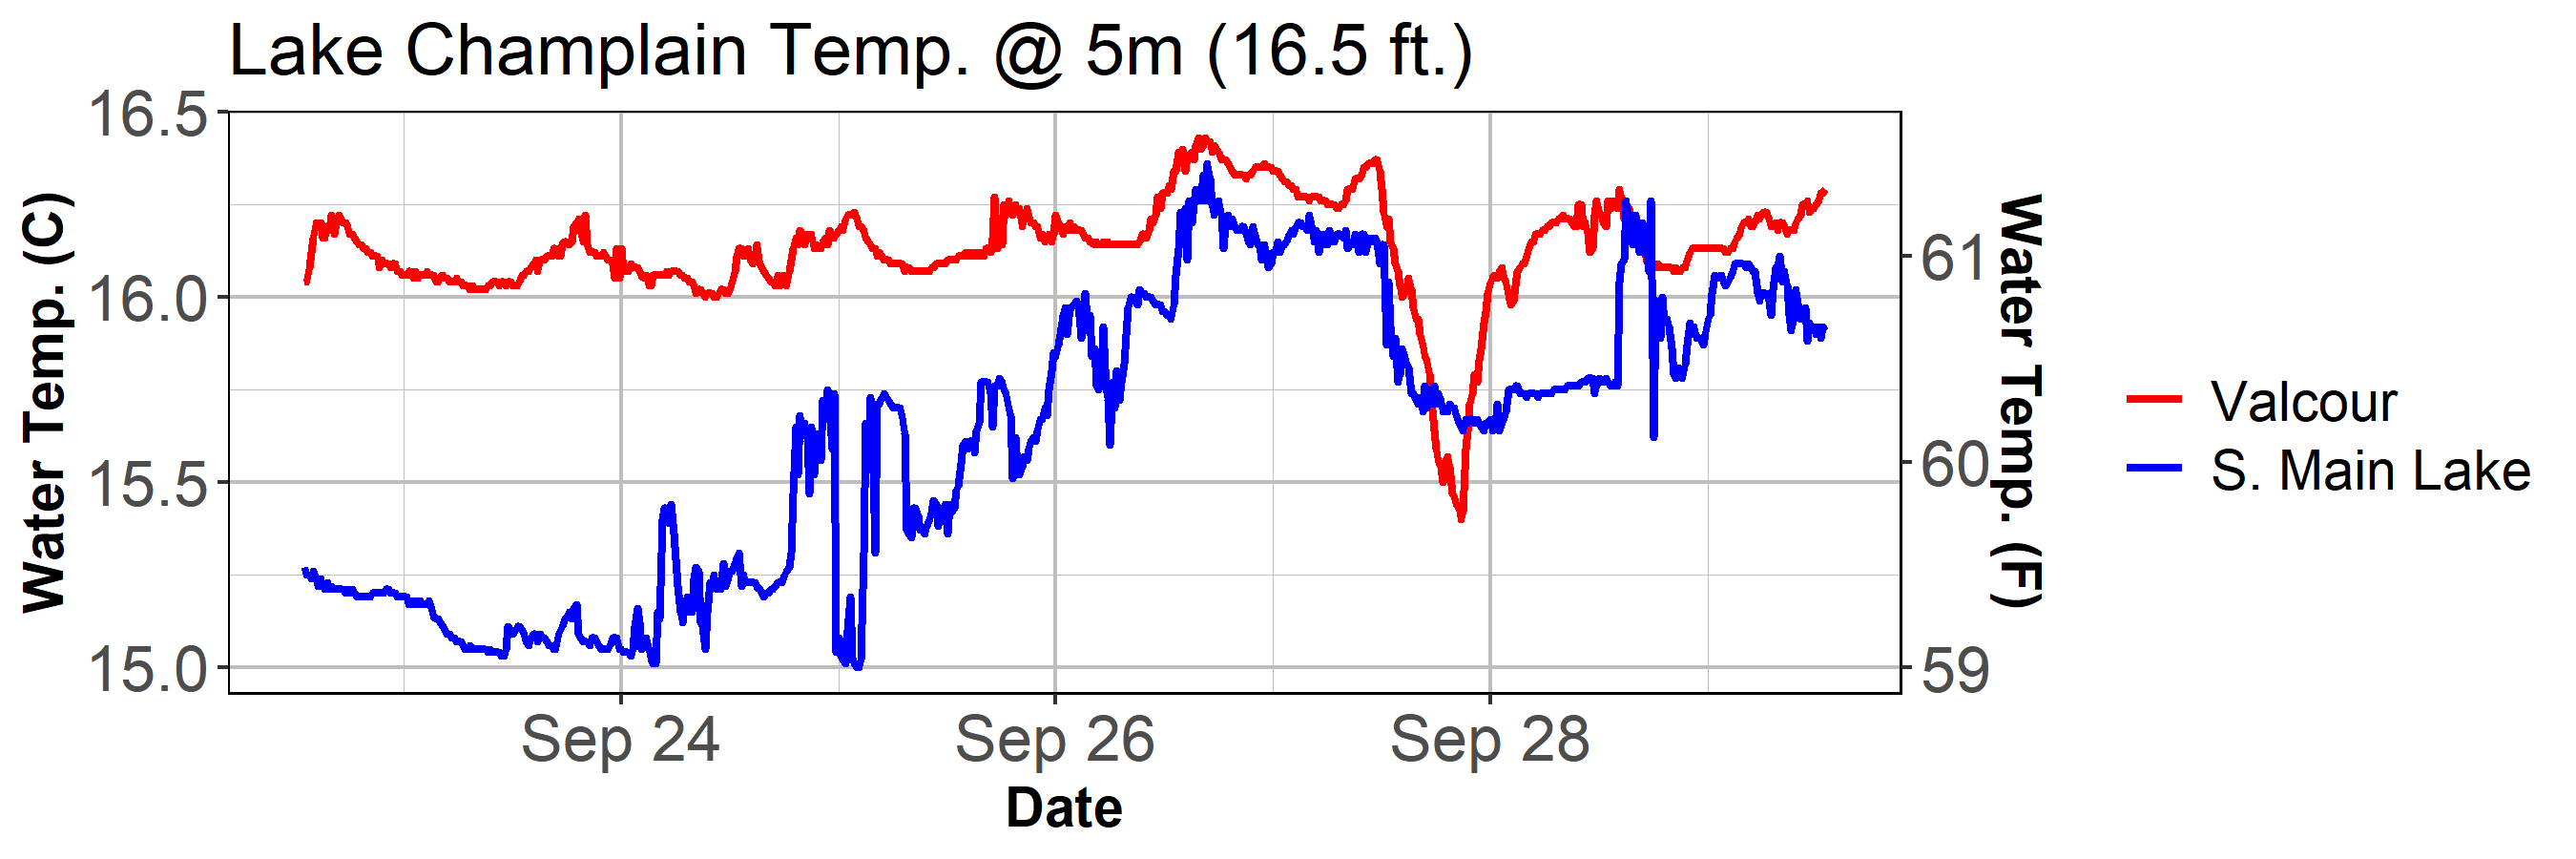 Lake Champlain Temp. @ 5m (16.5 ft.)
Water Temp. (C)
16.5
16.0
15.5
15.0
Sep 24
Sep 26
Sep 28
Date
61
60
59
Water Temp. (F)
Valcour
S. Main Lake